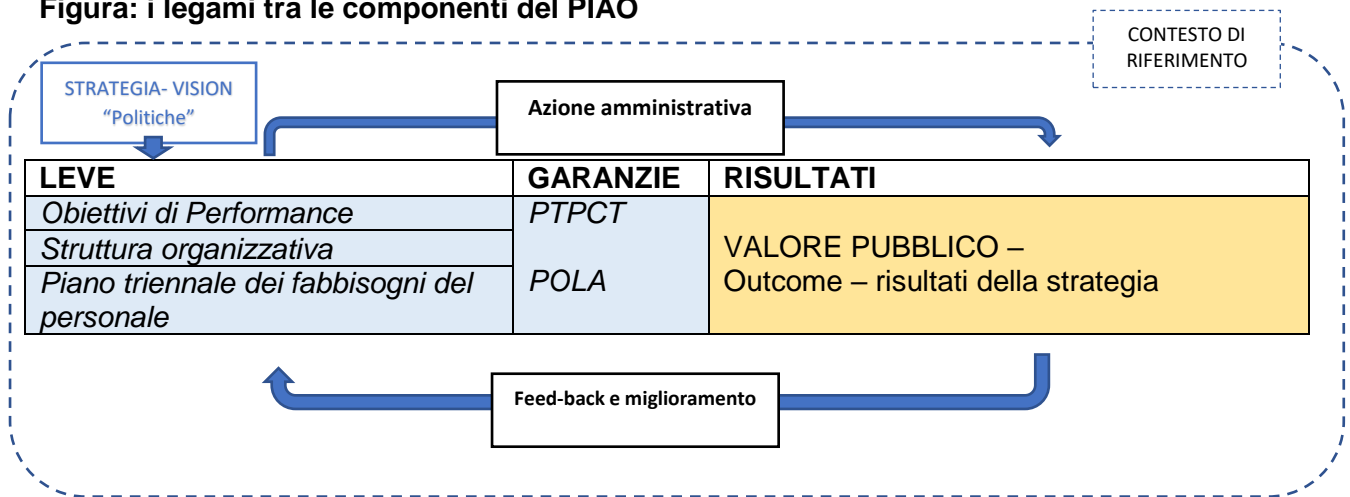 Figura: i legami tra le componenti del PIAO
CONTESTO DI
RIFERIMENTO
STRATEGIA- VISION
“Politiche”
Azione amministrativa
LEVE GARANZIE RISULTATI
Obiettivi di Performance PTPCT
Struttura organizzativa VALORE PUBBLICO –
Piano triennale dei fabbisogni del POLA Outcome – risultati della strategia
personale
Feed-back e miglioramento